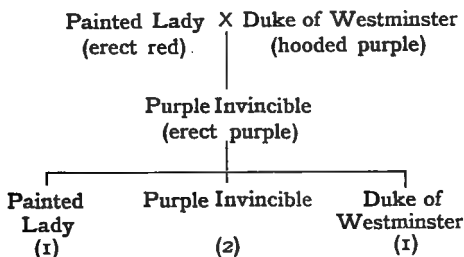 Painted Lady X Duke of Westminster
(erect red) (hooded purple)
Purple Invincible
(erect purple)
Painted Lady Purple Invincible Duke of Westminster
(1) (2) (1)